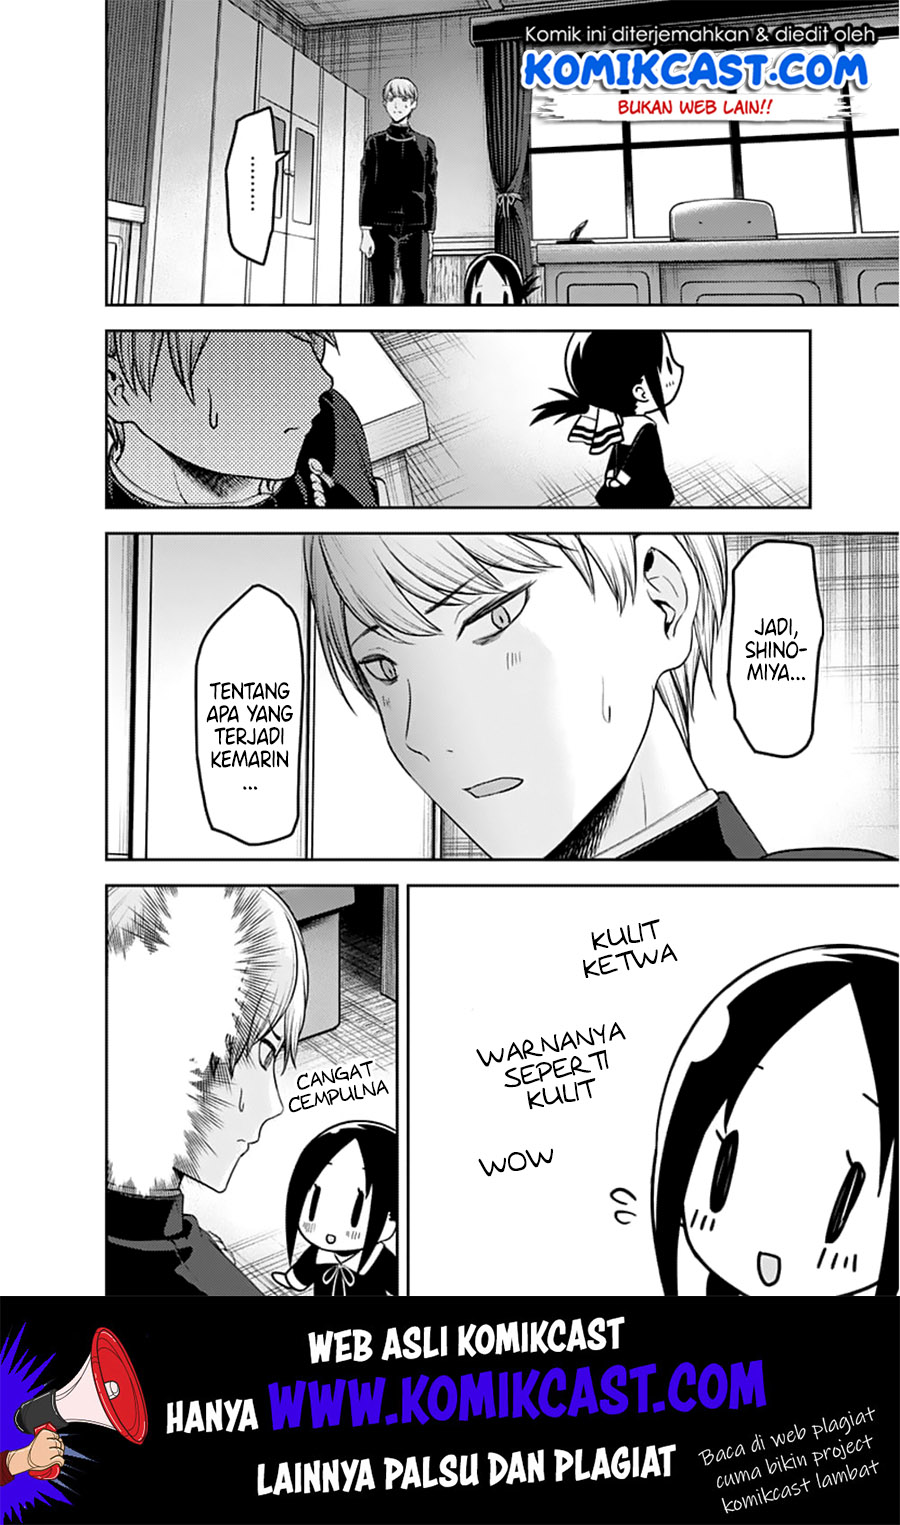 Komik ini diterjemahkan & diedit oleh
KOMIKCAST.COM
BUKAN WEB LAIN!!
.........
JADI,
SHINO-
MIYA...
TENTANG
APA YANG
TERJADI
KEMARIN
...
KULIT
KETWA
WARNANYA
SEPERTI
KULIT
WOW
CANGAT
CEMPULNA
WEB ASLI KOMIKCAST
HANYA WWW.KOMIKCAST.COM
LAINNYA PALSU DAN PLAGIAT
Baca di web plagiat
cuma bikin project
komikcast lambat